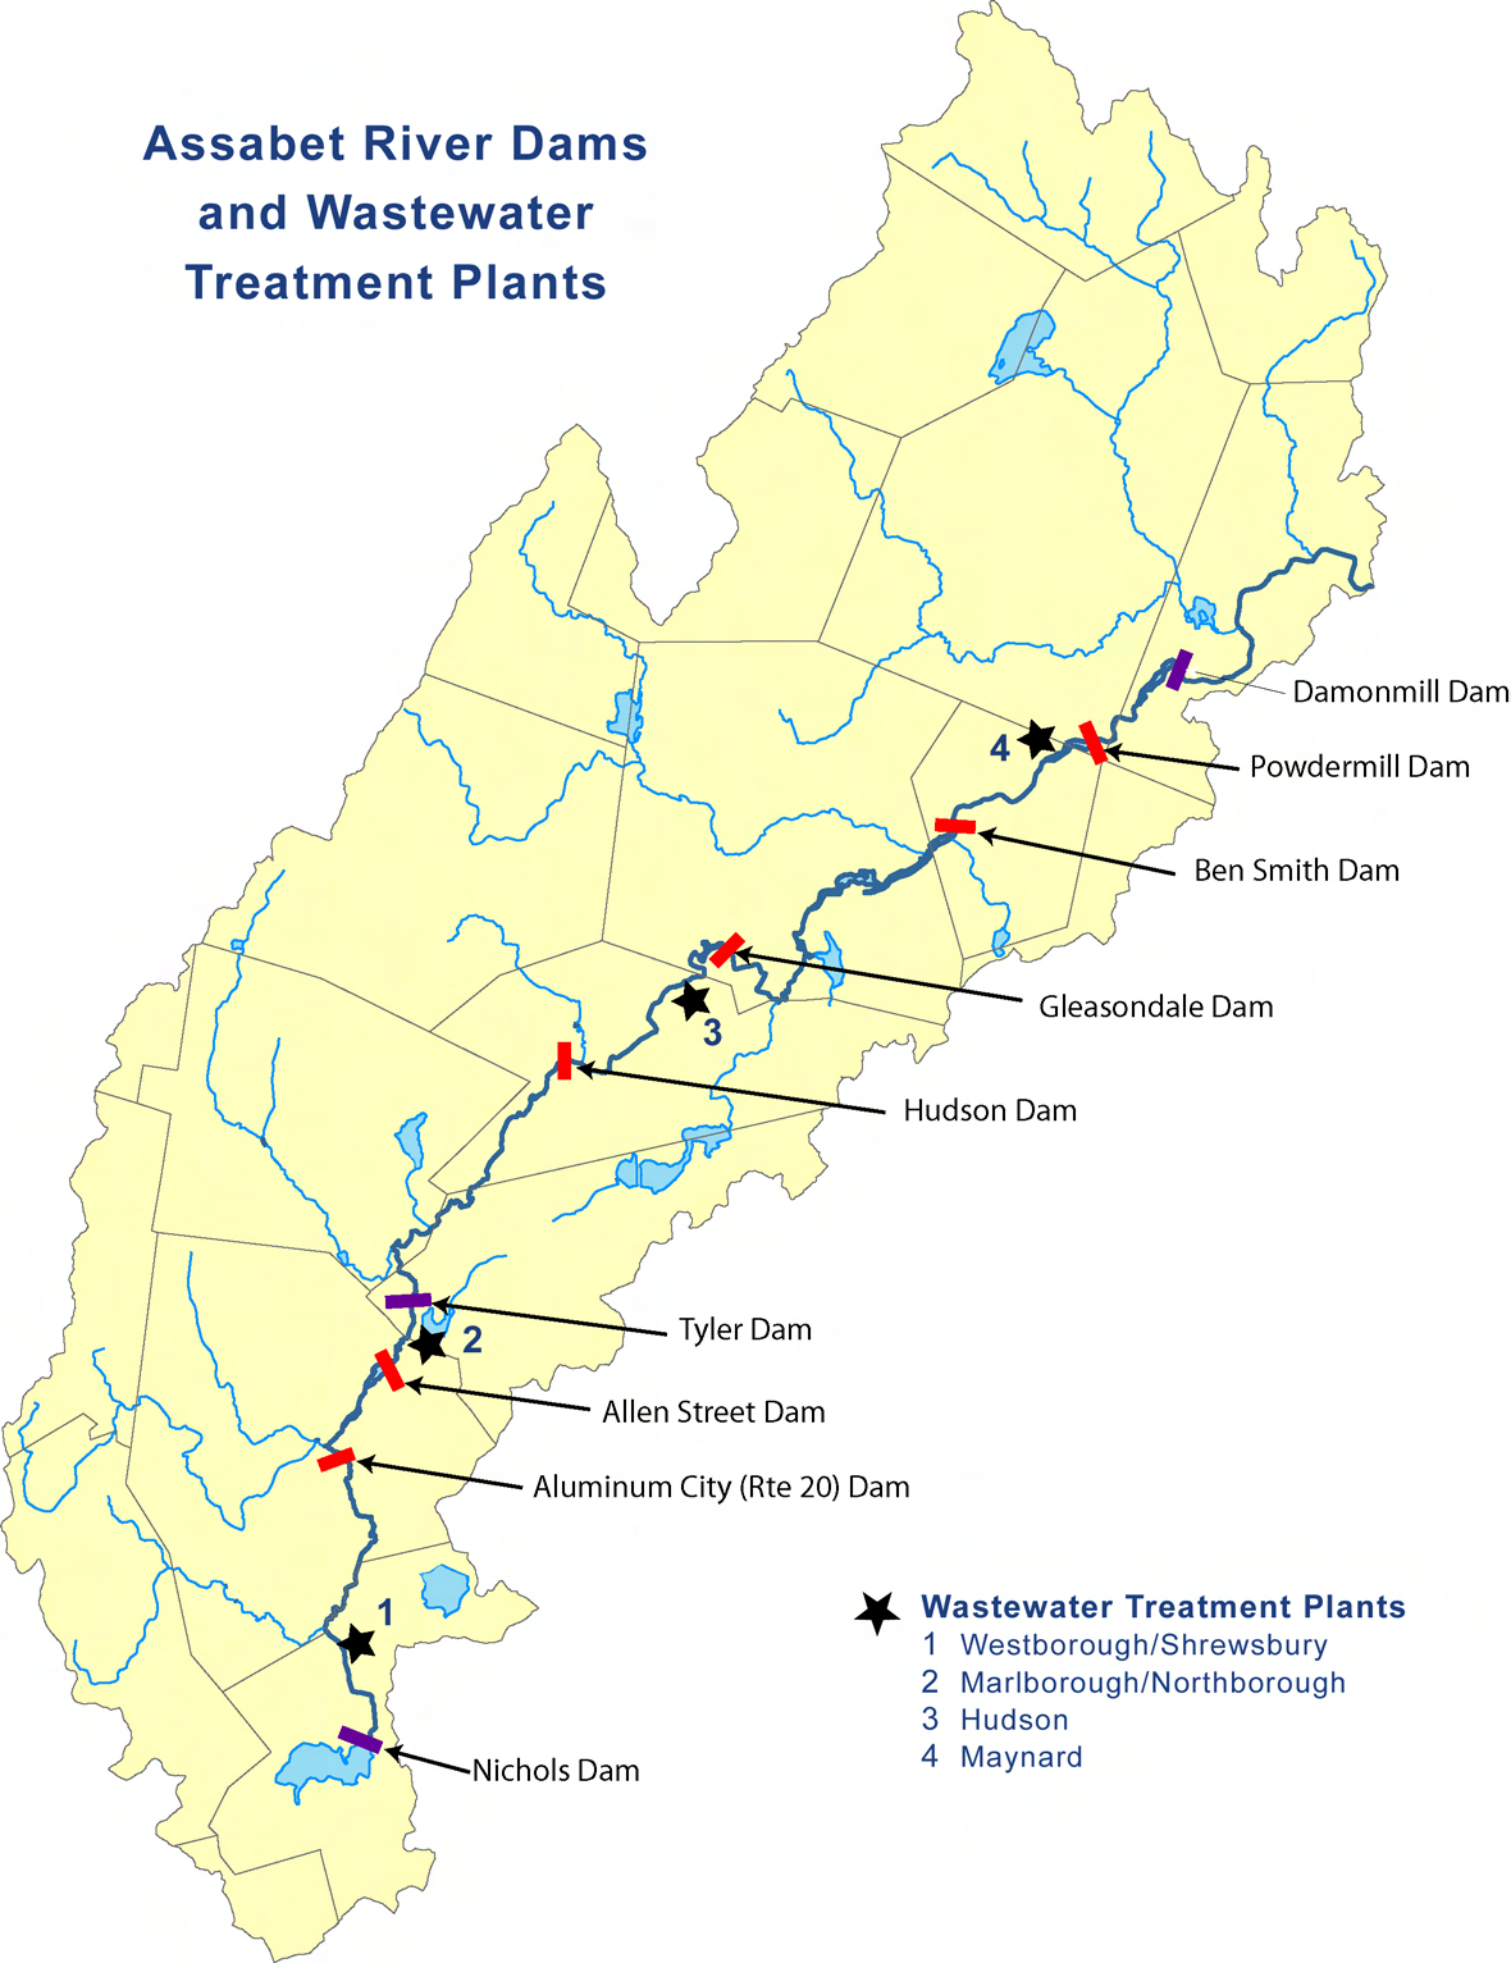 Assabet River Dams
and Wastewater
Treatment Plants
Damonmill Dam
4
Powdermill Dam
Ben Smith Dam
Gleasondale Dam
3
Hudson Dam
Tyler Dam
2
Allen Street Dam
Aluminum City (Rte 20) Dam
1
Nichols Dam
Wastewater Treatment Plants
1 Westborough/Shrewsbury
2 Marlborough/Northborough
3 Hudson
4 Maynard